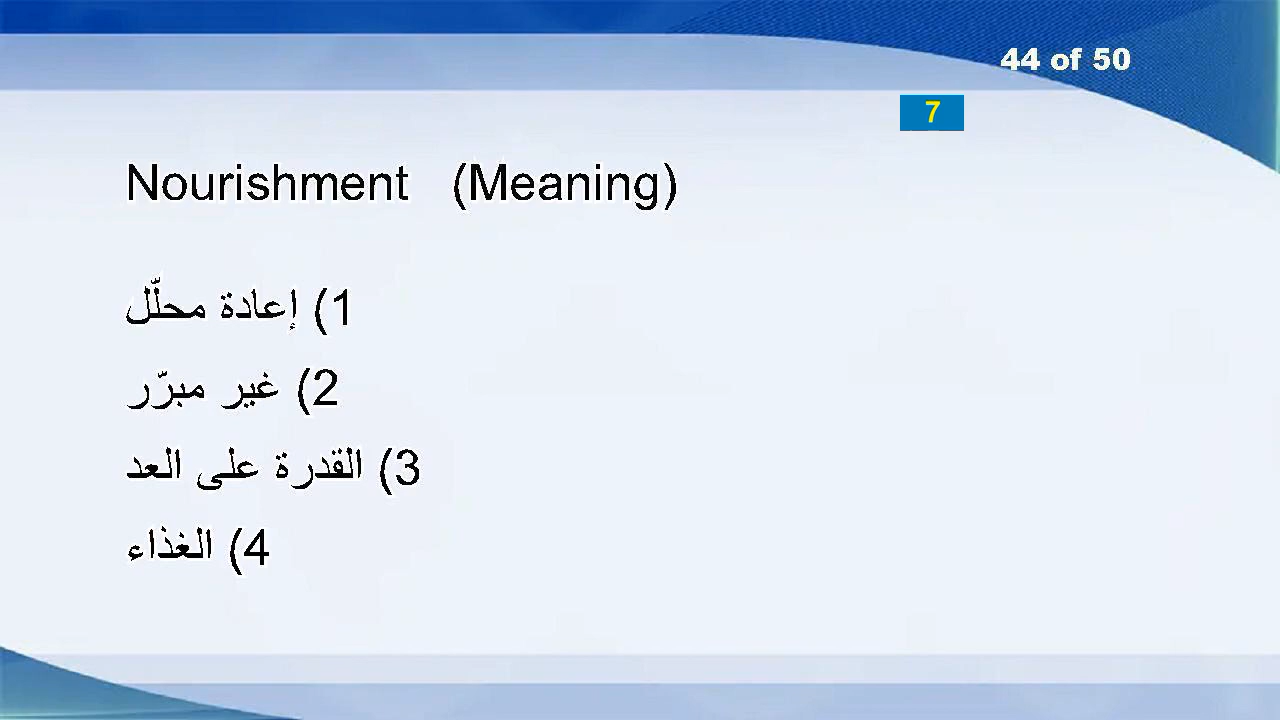 44 of 50
7
Nourishment (Meaning)
1) إعادة محلّل
2) غير مبرّر
3) القدرة على العد
4) الغذاء